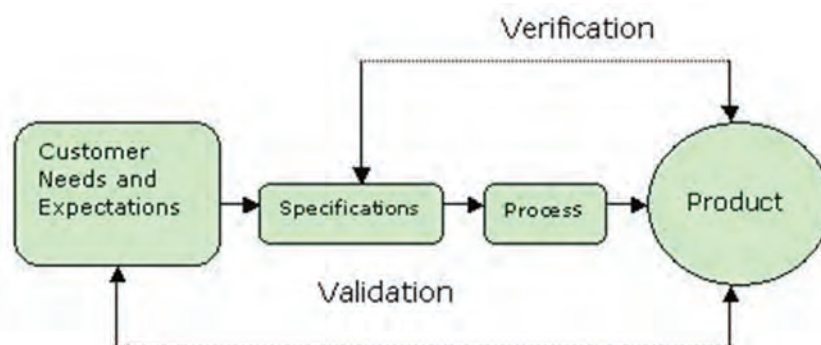 Verification
Customer
Needs and
Expectations
Specifications
Process
Product
Validation